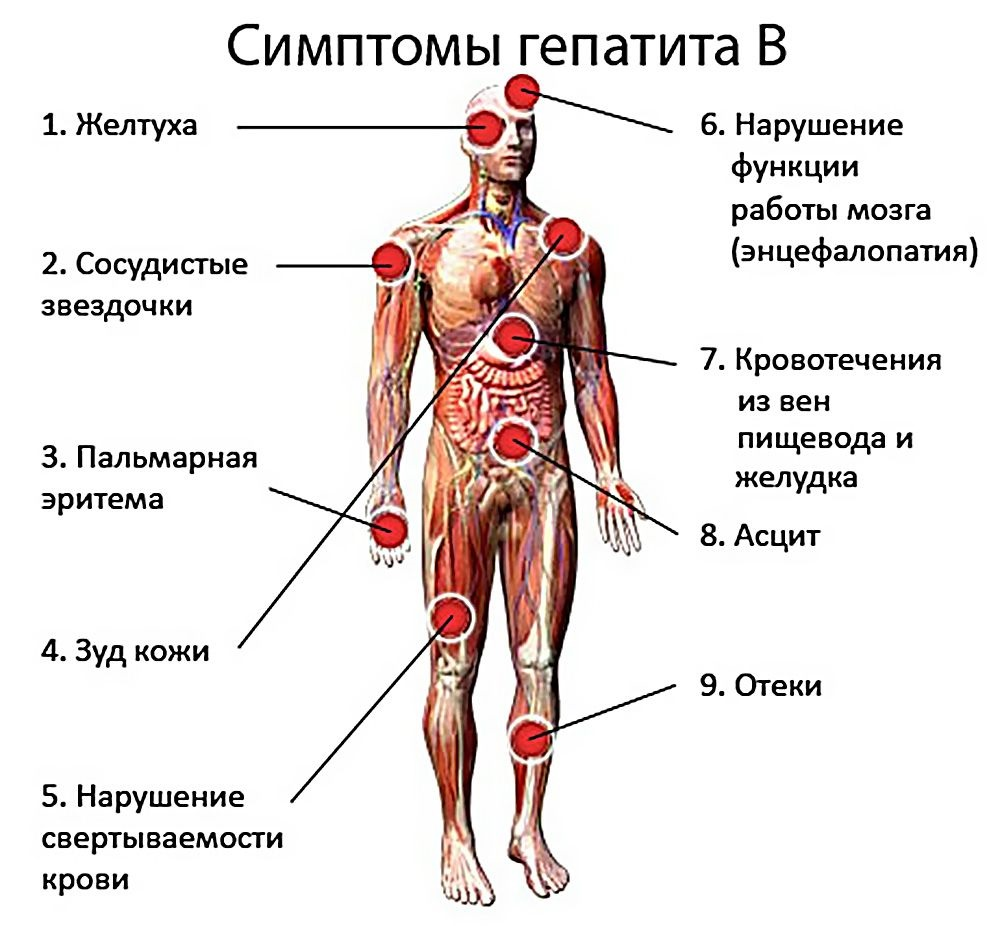 Симптомы гепатита B
1. Желтуха
2. Сосудистые
звездочки
3. Пальмарная
эритема
4. Зуд кожи
5. Нарушение
свертываемости
крови
6. Нарушение
функции
работы мозга
(энцефалопатия)
7. Кровотечения
из вен
пищевода и
желудка
8. Асцит
9. Отеки